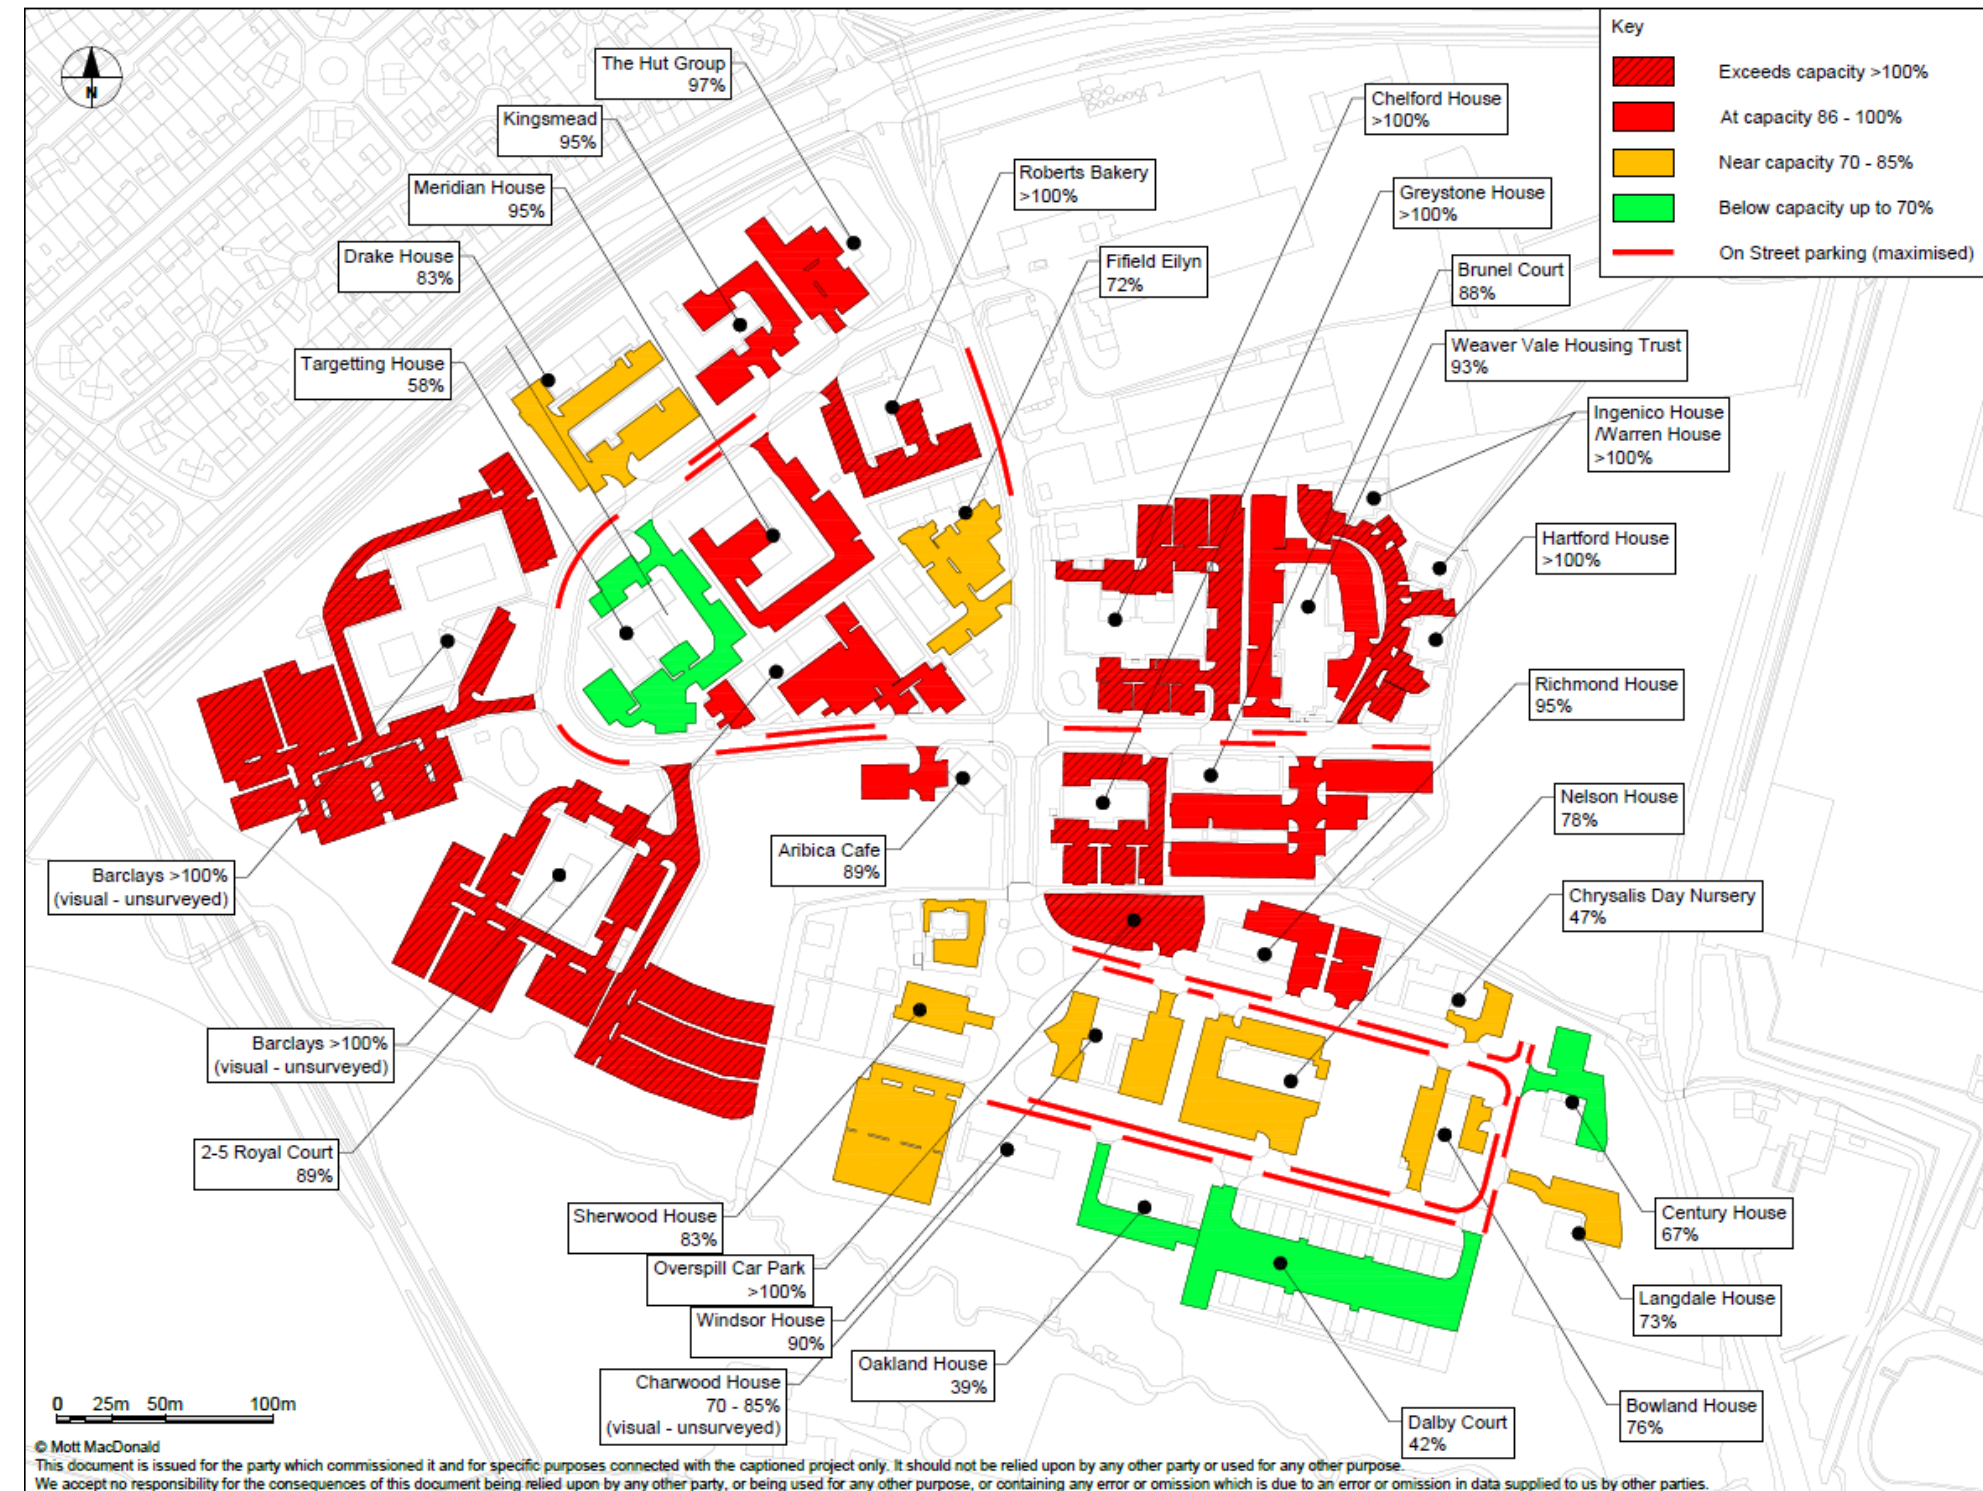 N
The Hut Group
97%
Kingsmead
95%
Meridian House
95%
Drake House
83%
Targetting House
58%
Roberts Bakery
>100%
Fifield Eilyn
72%
Chelford House
>100%
Greystone House
>100%
Brunel Court
88%
Weaver Vale Housing Trust
93%
Ingenico House
/Warren House
>100%
Hartford House
>100%
Richmond House
95%
Nelson House
78%
Chrysalis Day Nursery
47%
Century House
67%
Langdale House
73%
Bowland House
76%
Dalby Court
42%
Oakland House
39%
Charwood House
70 - 85%
(visual - unsurveyed)
Windsor House
90%
Overspill Car Park
>100%
Sherwood House
83%
2-5 Royal Court
89%
Barclays >100%
(visual - unsurveyed)
Barclays >100%
(visual - unsurveyed)
Aribica Cafe
89%
Key
Exceeds capacity >100%
At capacity 86 - 100%
Near capacity 70 - 85%
Below capacity up to 70%
On Street parking (maximised)
0 25m 50m 100m
© Mott MacDonald
This document is issued for the party which commissioned it and for specific purposes connected with the captioned project only. It should not be relied upon by any other party or used for any other purpose.
We accept no responsibility for the consequences of this document being relied upon by any other party, or being used for any other purpose, or containing any error or omission which is due to an error or omission in data supplied to us by other parties.